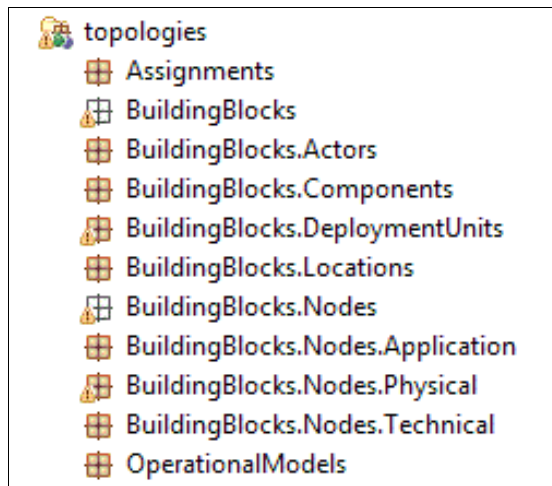 topologies
Assignments
BuildingBlocks
BuildingBlocks.Actors
BuildingBlocks.Components
BuildingBlocks.DeploymentUnits
BuildingBlocks.Locations
BuildingBlocks.Nodes
BuildingBlocks.Nodes.Application
BuildingBlocks.Nodes.Physical
BuildingBlocks.Nodes.Technical
OperationalModels